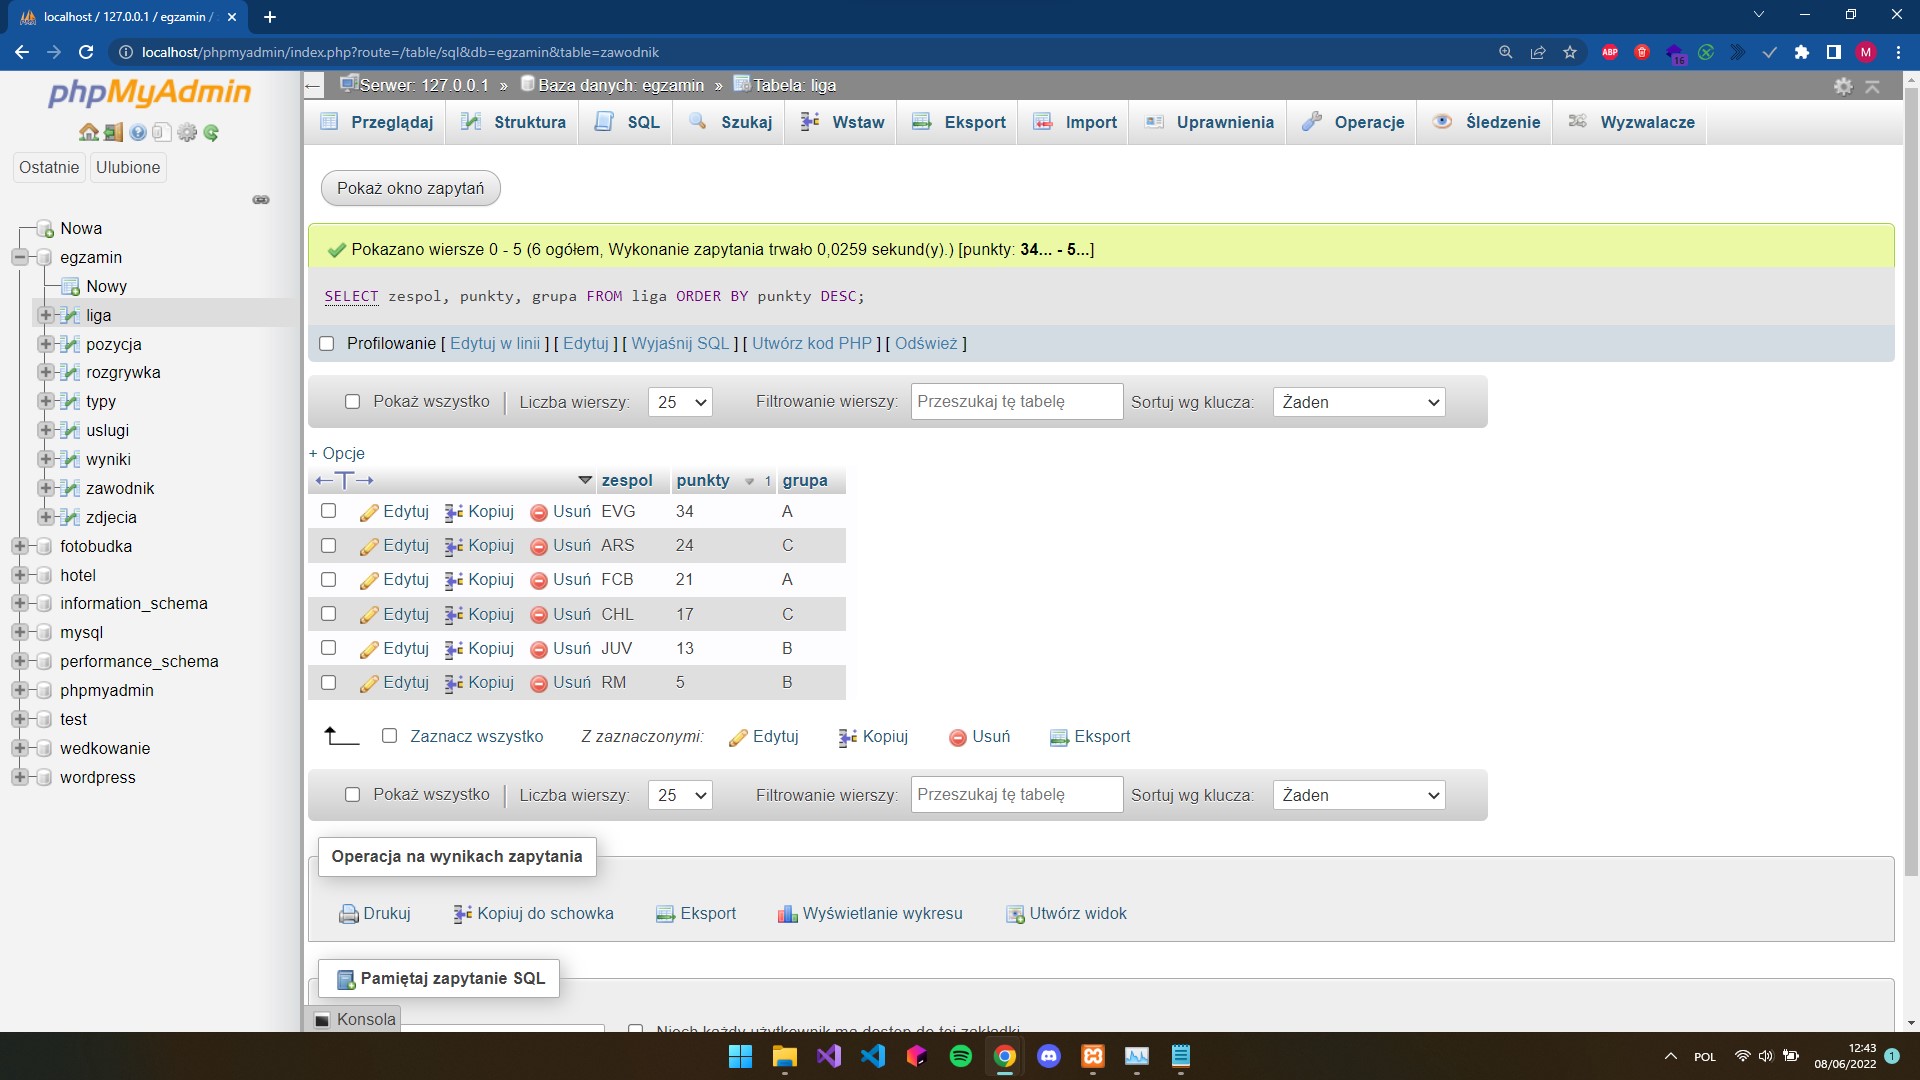 localhost / 127.0.0.1 / egzamin /
localhost/phpmyadmin/index.php?route=/table/sql&db=egzamin&table=zawodnik
ABP
16
M
phpMyAdmin
Ostatnie Ulubione
Nowa
egzamin
Nowy
liga
pozycja
rozgrywka
typy
uslugi
wyniki
zawodnik
zdjecia
fotobudka
hotel
information_schema
mysql
performance_schema
phpmyadmin
test
wedkowanie
wordpress
Serwer: 127.0.0.1 » Baza danych: egzamin » Tabela: liga
Przeglądaj Struktura SQL Szukaj Wstaw Eksport Import Uprawnienia Operacje Śledzenie Wyzwalacze
Pokaż okno zapytań
Pokazano wiersze 0 - 5 (6 ogółem, Wykonanie zapytania trwało 0,0259 sekund(y).) [punkty: 34... - 5...]
SELECT zespol, punkty, grupa FROM liga ORDER BY punkty DESC;
Profilowanie [ Edytuj w linii ] [ Edytuj ] [ Wyjaśnij SQL ] [ Utwórz kod PHP ] [ Odśwież ]
Pokaż wszystko | Liczba wierszy: 25 Filtrowanie wierszy: Przeszukaj tę tabelę Sortuj wg klucza: Żaden
+ Opcje
←T→ zespol punkty 1 grupa
Edytuj Kopiuj Usuń EVG 34 A
Edytuj Kopiuj Usuń ARS 24 C
Edytuj Kopiuj Usuń FCB 21 A
Edytuj Kopiuj Usuń CHL 17 C
Edytuj Kopiuj Usuń JUV 13 B
Edytuj Kopiuj Usuń RM 5 B
Zaznacz wszystko Z zaznaczonymi: Edytuj Kopiuj Usuń Eksport
Pokaż wszystko | Liczba wierszy: 25 Filtrowanie wierszy: Przeszukaj tę tabelę Sortuj wg klucza: Żaden
Operacja na wynikach zapytania
Drukuj Kopiuj do schowka Eksport Wyświetlanie wykresu Utwórz widok
Pamiętaj zapytanie SQL
Konsola
Niech każdy użytkownik ma dostęp do tej zakładki
POL
12:43
08/06/2022
1